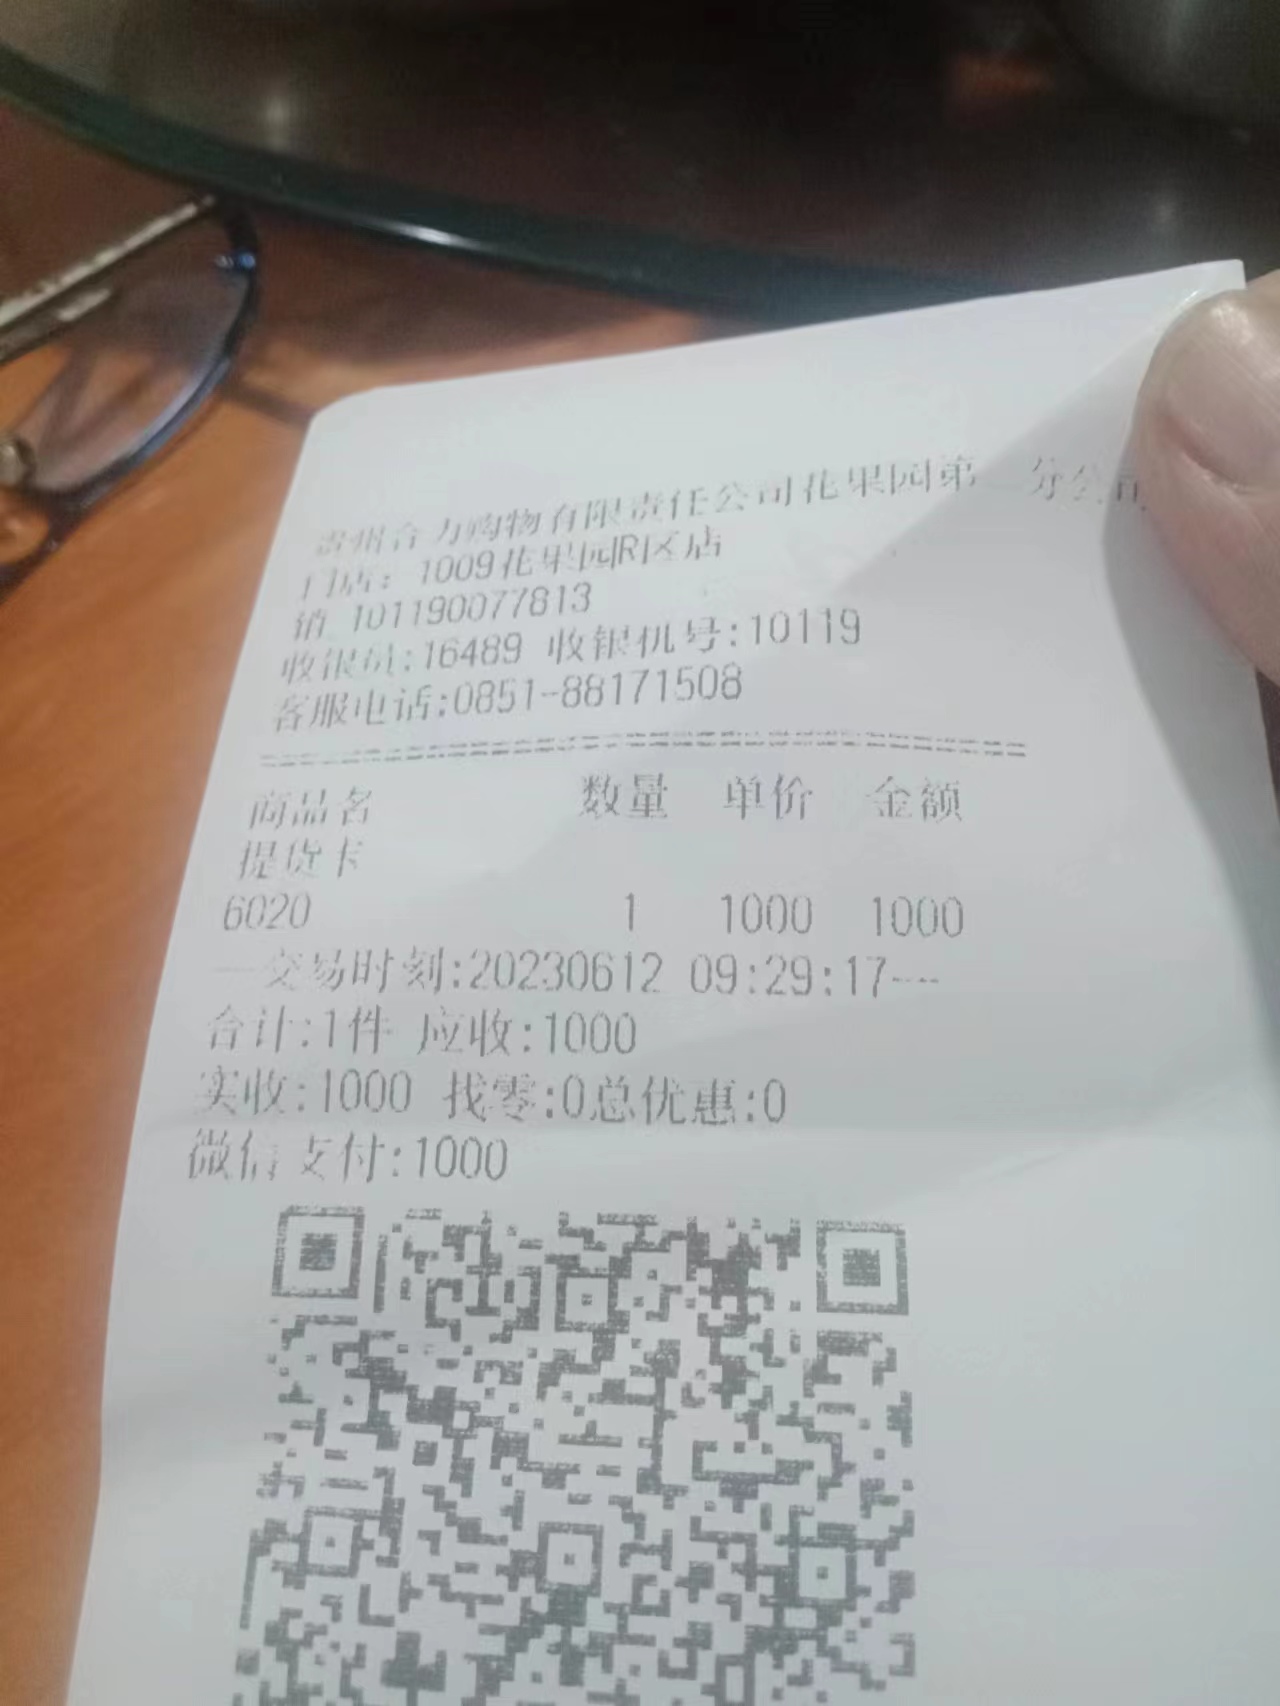 贵州合力购物有限责任公司花果园第 分公司
门店: 1009花果园R区店
销 101190077813
收银员:16489 收银机号:10119
客服电话:0851-88171508
商品名 数量 单价 金额
提货卡
6020 1 1000 1000
--交易时刻:20230612 09:29:17---
合计:1件 应收:1000
实收:1000 找零:0总优惠:0
微信支付:1000